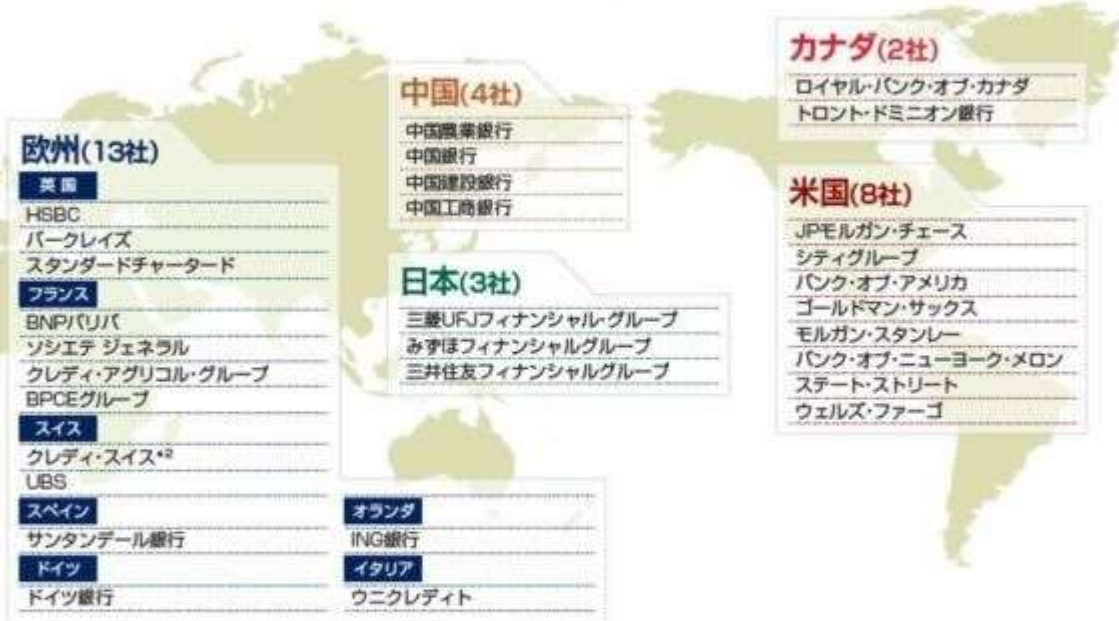 欧州(13社)
英国
HSBC
バークレイズ
スタンダードチャータード
フランス
BNPパリバ
ソシエテ ジェネラル
クレディ・アグリコル・グループ
BPCEグループ
スイス
クレディ・スイス*2
UBS
スペイン
サンタンデール銀行
ドイツ
ドイツ銀行
オランダ
ING銀行
イタリア
ウニクレディト
中国(4社)
中国農業銀行
中国銀行
中国建設銀行
中国工商銀行
日本(3社)
三菱UFJフィナンシャル・グループ
みずほフィナンシャルグループ
三井住友フィナンシャルグループ
カナダ(2社)
ロイヤル・バンク・オブ・カナダ
トロント・ドミニオン銀行
米国(8社)
JPモルガン・チェース
シティグループ
バンク・オブ・アメリカ
ゴールドマン・サックス
モルガン・スタンレー
バンク・オブ・ニューヨーク・メロン
ステート・ストリート
ウェルズ・ファーゴ